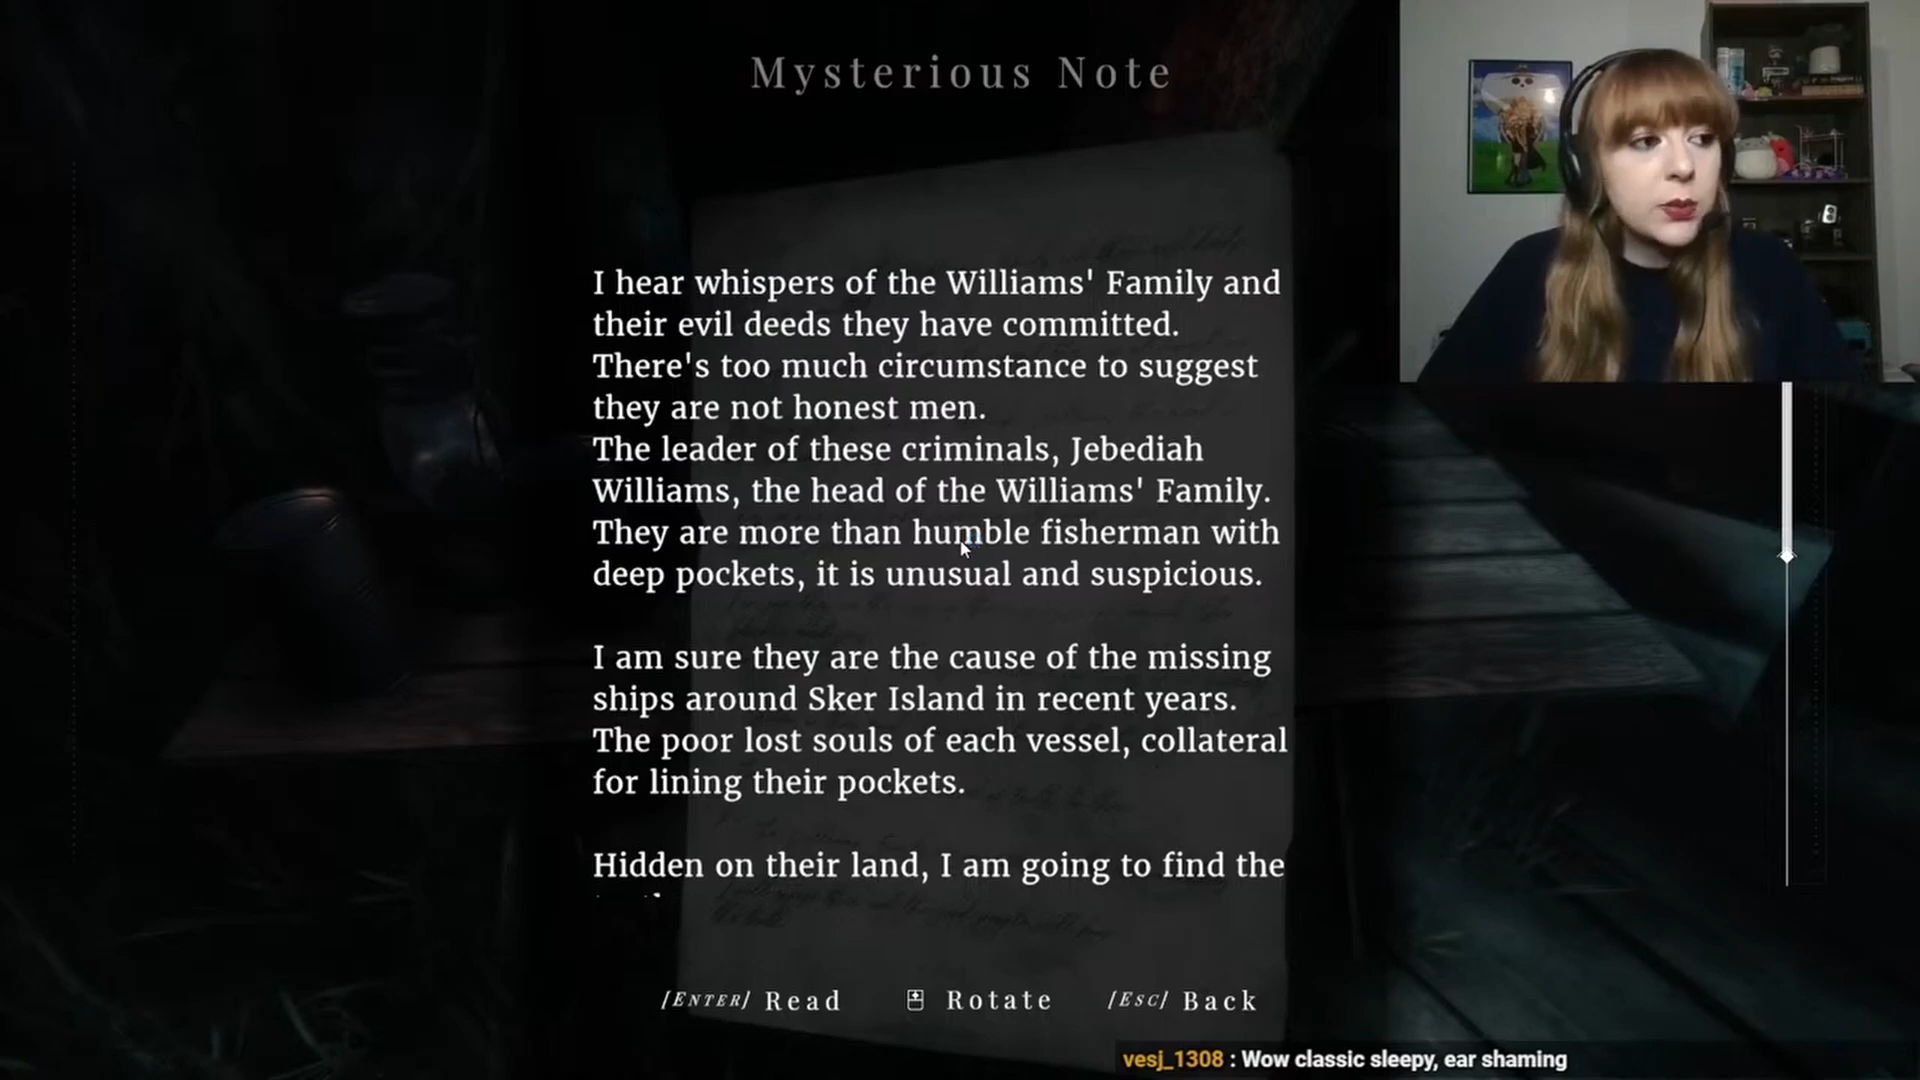 Mysterious Note
I hear whispers of the Williams' Family and
their evil deeds they have committed.
There's too much circumstance to suggest
they are not honest men.
The leader of these criminals, Jebediah
Williams, the head of the Williams' Family.
They are more than humble fisherman with
deep pockets, it is unusual and suspicious.
I am sure they are the cause of the missing
ships around Sker Island in recent years.
The poor lost souls of each vessel, collateral
for lining their pockets.
Hidden on their land, I am going to find the
[ENTER] Read Rotate [ESC] Back
vesj_1308 : Wow classic sleepy, ear shaming